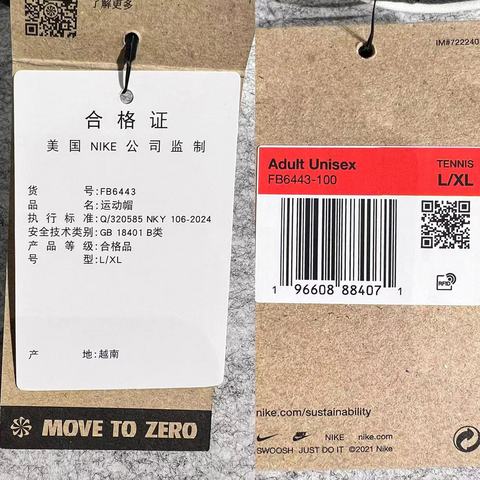 了解更多
合格证
美国 NIKE 公司监制
货 号:FB6443
品 名:运动帽
执行标准:Q/320585 NKY 106-2024
安全技术类别:GB 18401 B类
产品等级:合格品
号 型:L/XL
产 地:越南
MOVE TO ZERO
IM#722240
Adult Unisex
FB6443-100
TENNIS
L/XL
1 96608 88407 1
RFID
nike.com/sustainability
NIKE nike.com
SWOOSH JUST DO IT ©2021 Nike